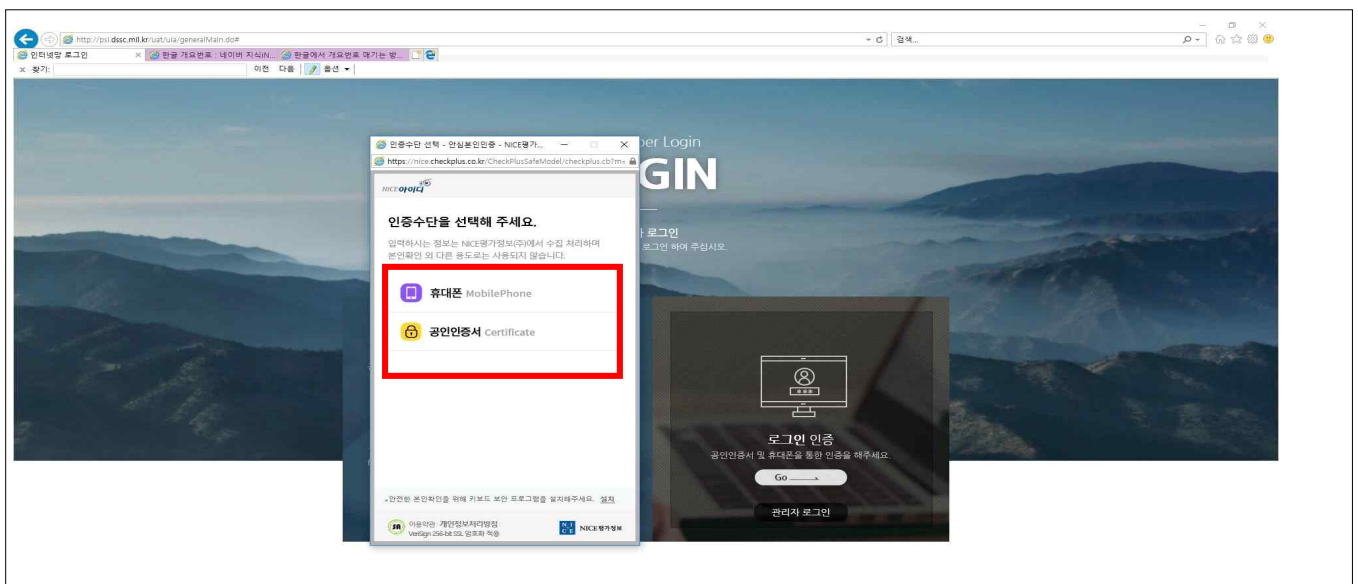 http://psi.dssc.mil.kr/uat/uia/generalMain.do#
검색...
인터넷망 로그인
한글 개요번호 : 네이버 지식iN...
한글에서 개요번호 매기는 방...
찾기:
이전 다음
옵션
인증수단 선택 - 안심본인인증 - NICE평가...
https://nice.checkplus.co.kr/CheckPlusSafeModel/checkplus.cb?m=
NICE 아이디
인증수단을 선택해 주세요.
입력하시는 정보는 NICE평가정보(주)에서 수집 처리하며
본인확인 외 다른 용도로는 사용되지 않습니다.
휴대폰 MobilePhone
공인인증서 Certificate
안전한 본인확인을 위해 키보드 보안 프로그램을 설치해주세요. 설치
이용약관 개인정보처리방침
VeriSign 256-bit SSL 암호화 적용
NICE평가정보
Login
GIN
로그인
로그인 하여 주십시오.
로그인 인증
공인인증서 및 휴대폰을 통한 인증을 해주세요.
Go
관리자 로그인